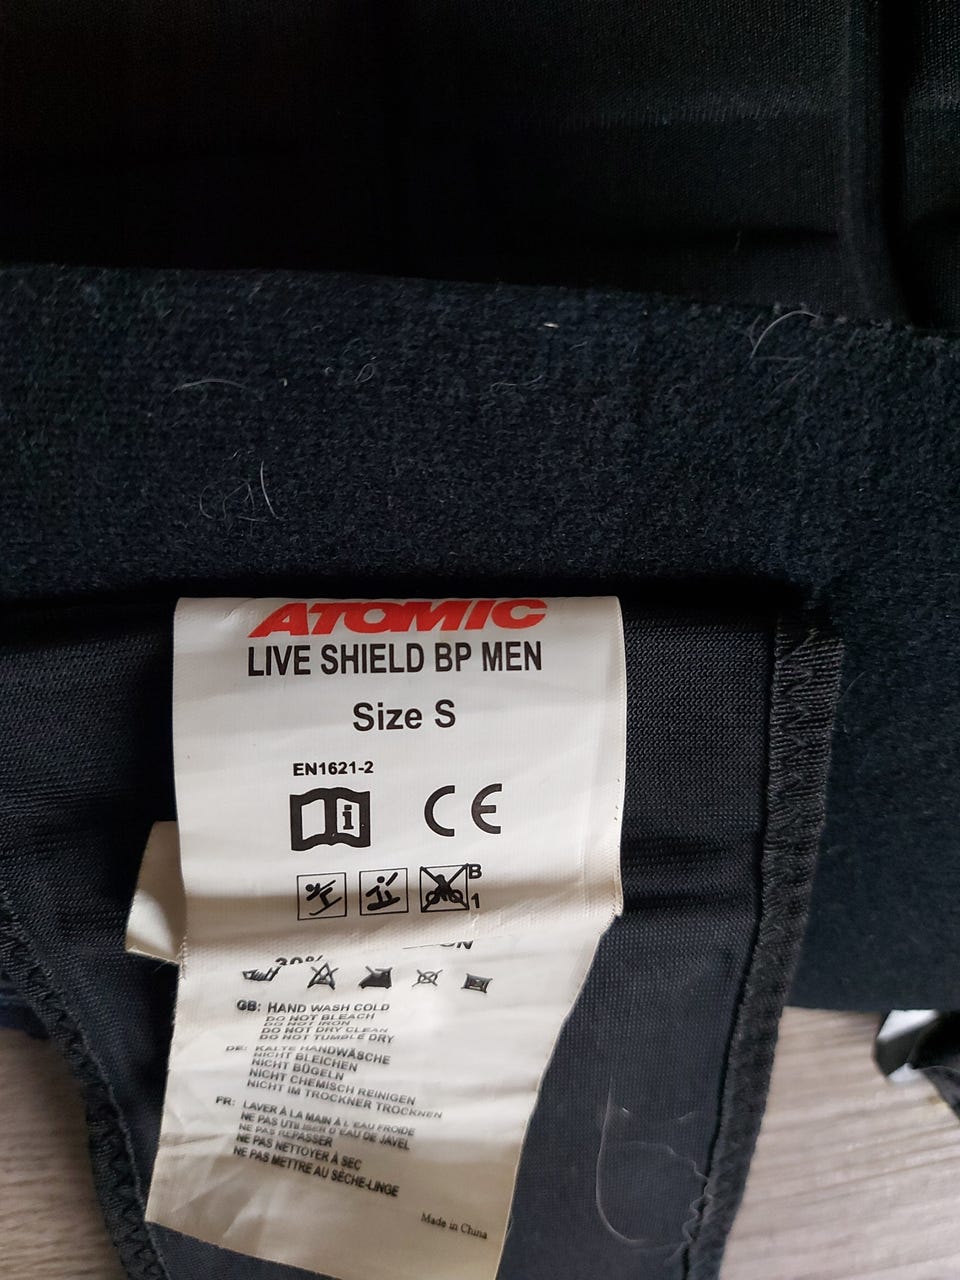 ATOMIC
LIVE SHIELD BP MEN
Size S
EN1621-2
i
CE
B
1
GB: HAND WASH COLD
DO NOT BLEACH
DO NOT IRON
DO NOT DRY CLEAN
DO NOT TUMBLE DRY
DE: KALTE HANDWÄSCHE
NICHT BLEICHEN
NICHT BÜGELN
NICHT CHEMISCH REINIGEN
NICHT IM TROCKNER TROCKNEN
FR: LAVER À LA MAIN À L'EAU FROIDE
NE PAS UTILISER D'EAU DE JAVEL
NE PAS REPASSER
NE PAS NETTOYER À SEC
NE PAS METTRE AU SÈCHE-LINGE
Made in China